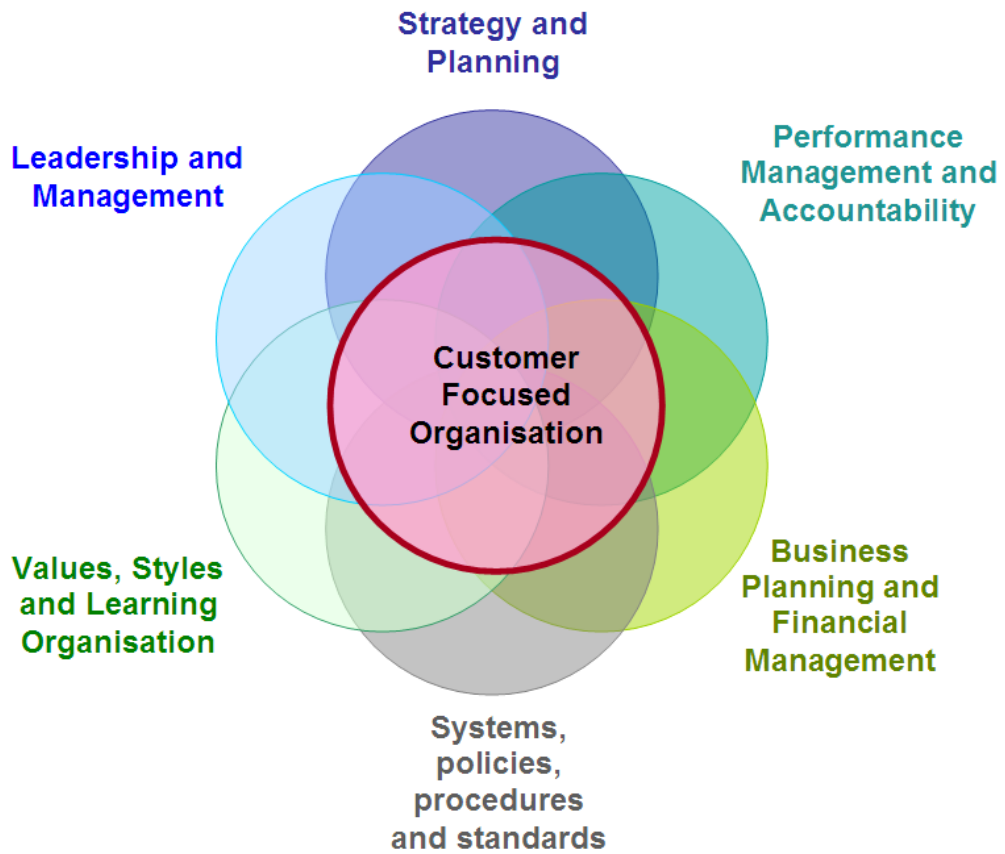 Strategy and
Planning
Leadership and
Management
Performance
Management and
Accountability
Customer
Focused
Organisation
Values, Styles
and Learning
Organisation
Business
Planning and
Financial
Management
Systems,
policies,
procedures
and standards